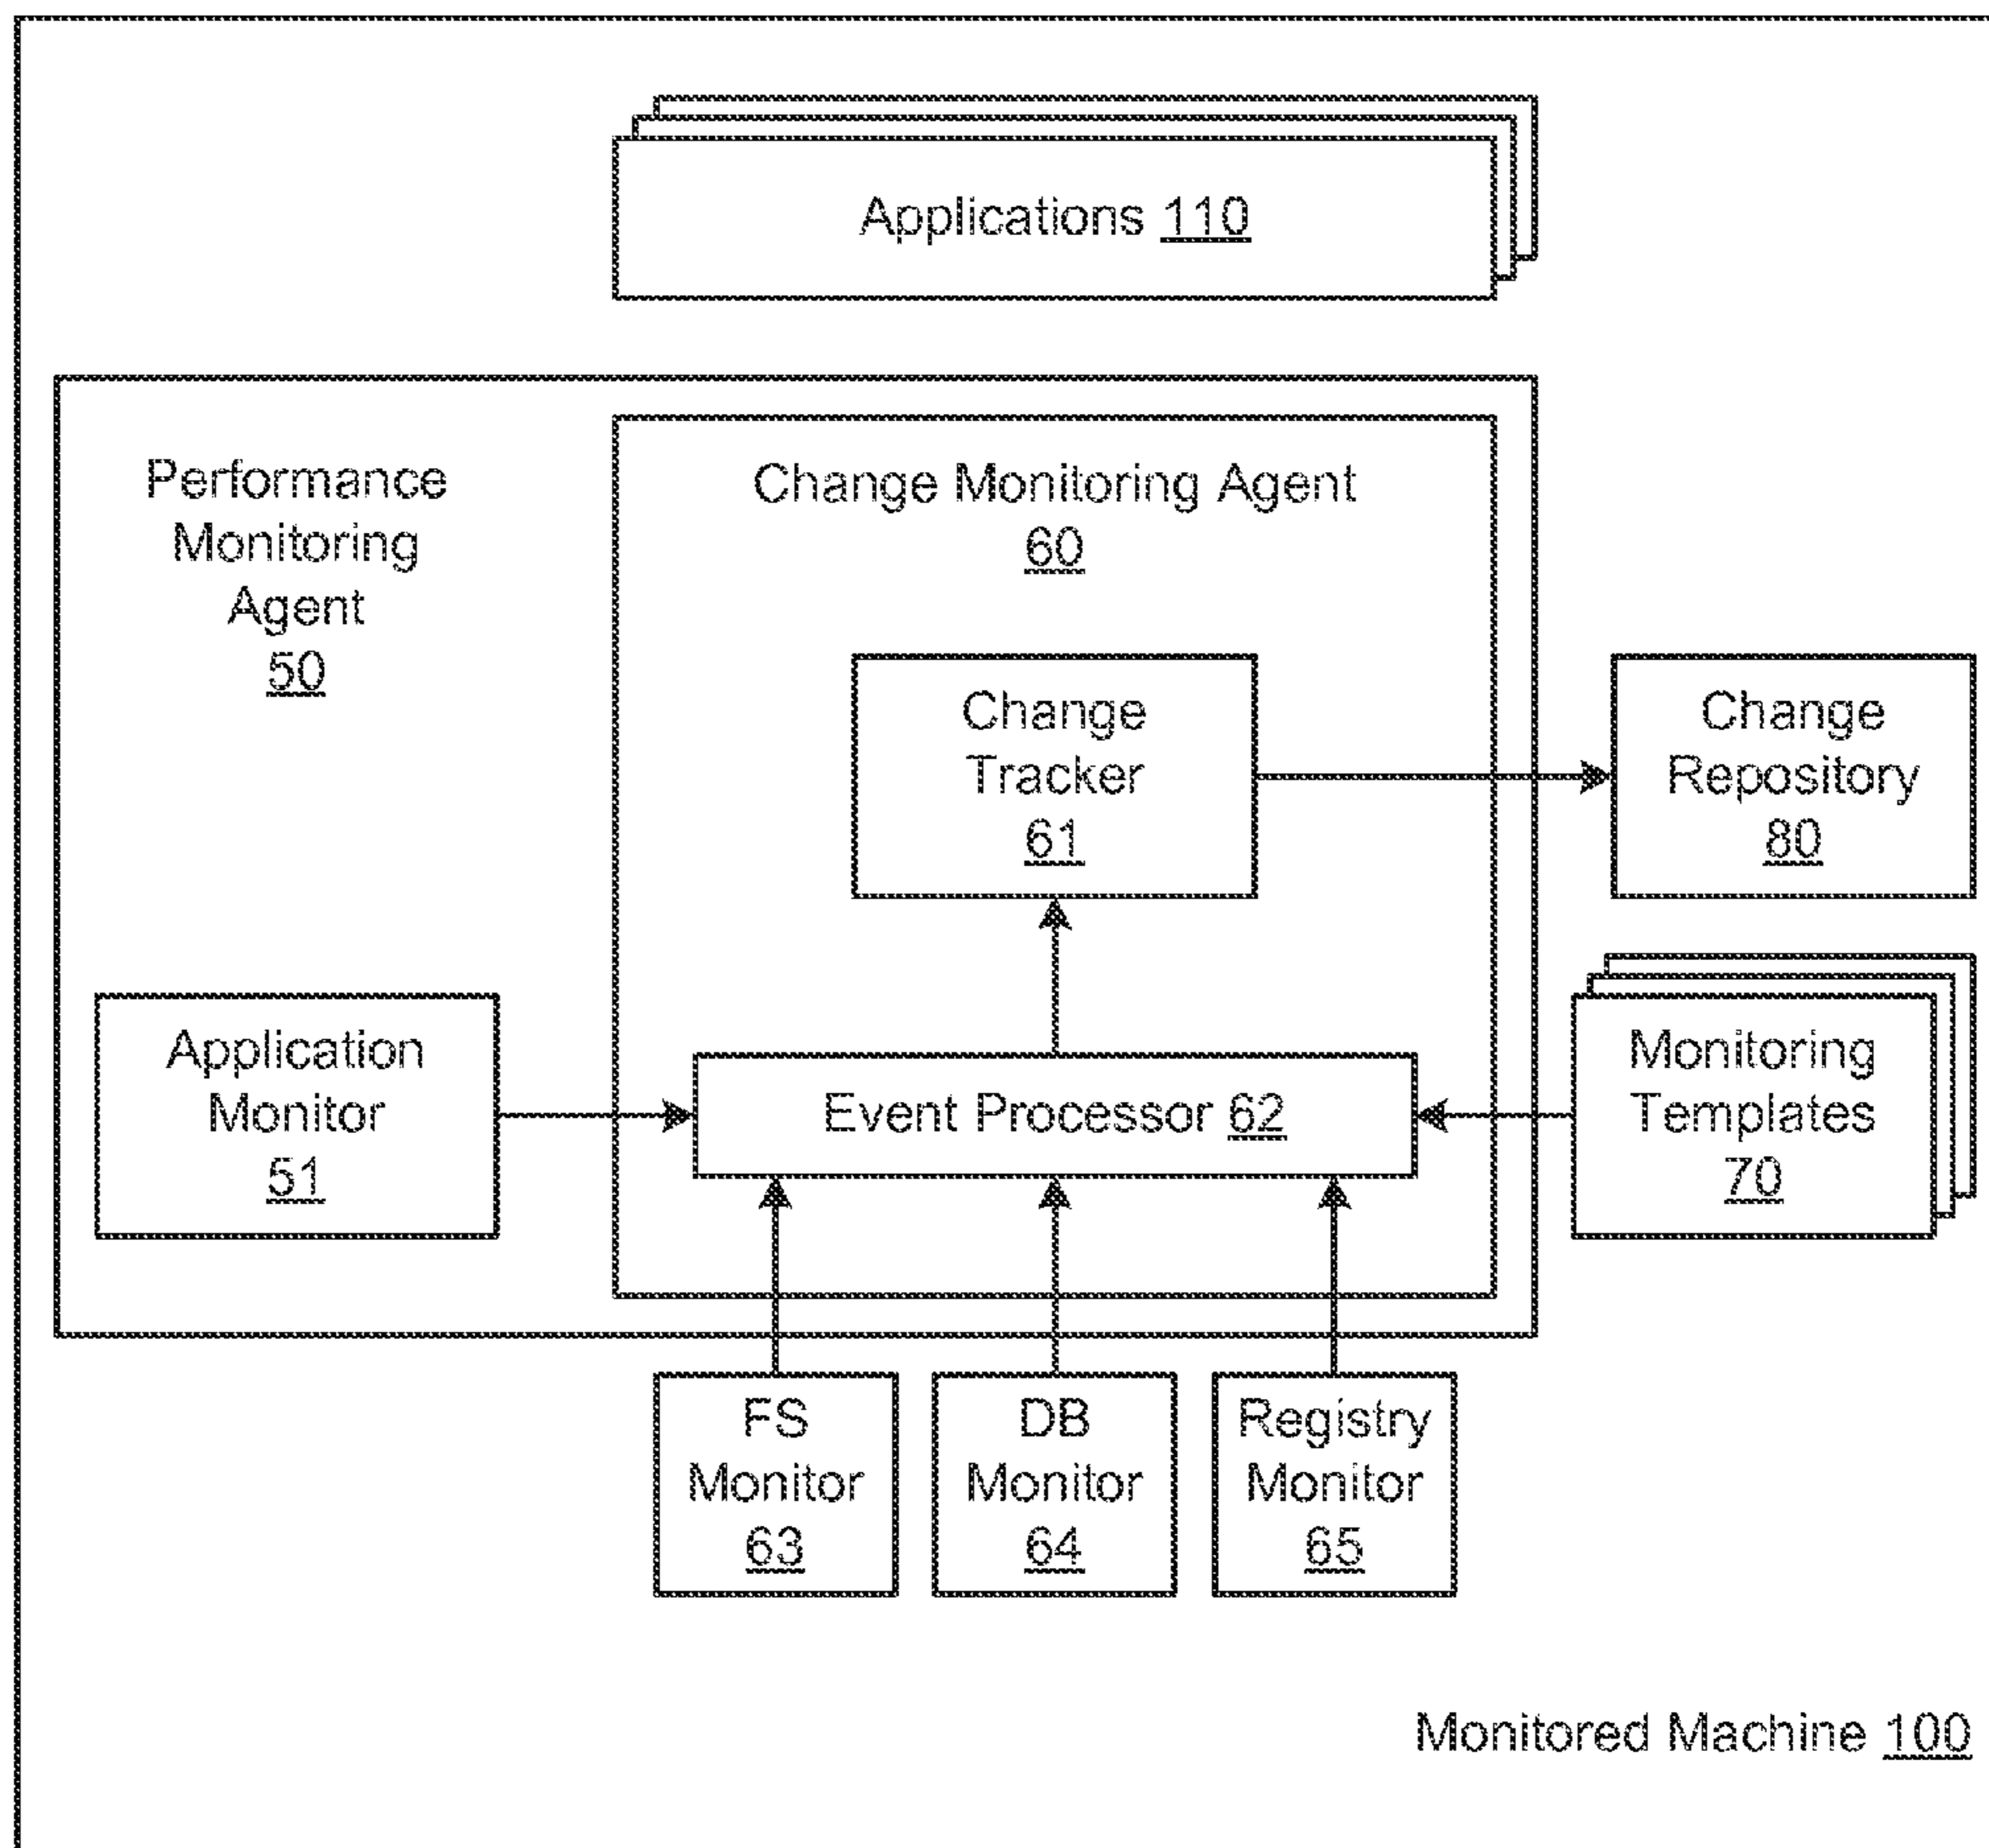 Applications 110
Performance
Monitoring
Agent
50
Change Monitoring Agent
60
Change
Tracker
61
Change
Repository
80
Application
Monitor
51
Event Processor 62
Monitoring
Templates
70
FS
Monitor
63
DB
Monitor
64
Registry
Monitor
65
Monitored Machine 100